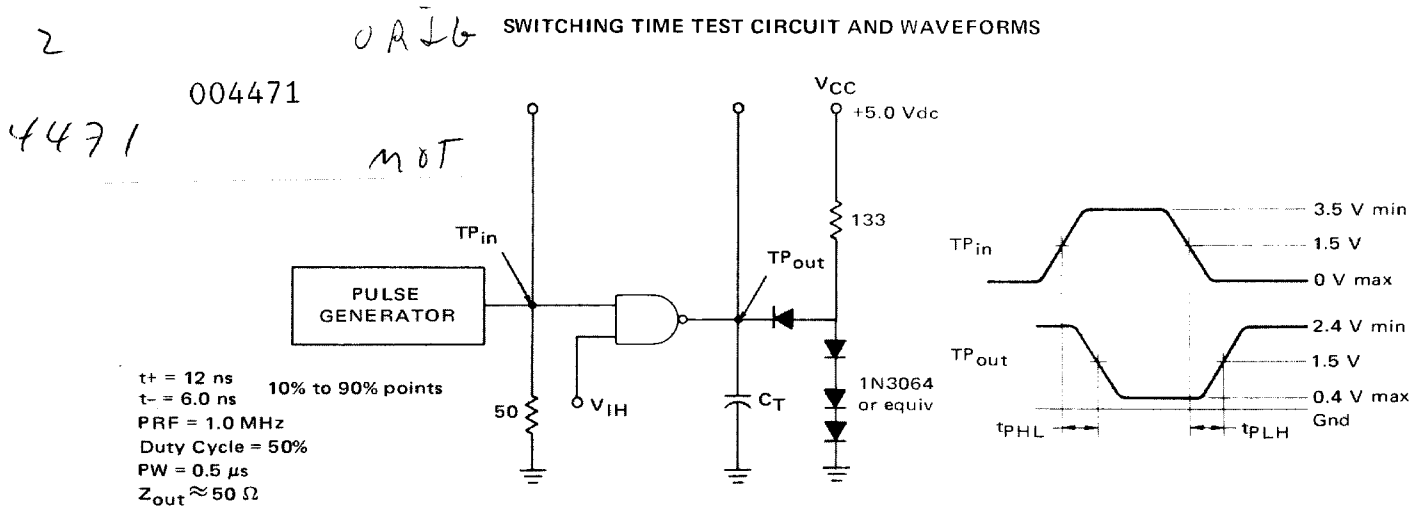 2
ORIG
SWITCHING TIME TEST CIRCUIT AND WAVEFORMS
004471
4471
MOT
VCC
+5.0 Vdc
133
TPin
TPout
PULSE
GENERATOR
t+ = 12 ns
t– = 6.0 ns
10% to 90% points
PRF = 1.0 MHz
Duty Cycle = 50%
PW = 0.5 μs
Zout ≈ 50 Ω
50
VIH
CT
1N3064
or equiv
TPin
3.5 V min
1.5 V
0 V max
TPout
2.4 V min
1.5 V
0.4 V max
Gnd
tPHL
tPLH